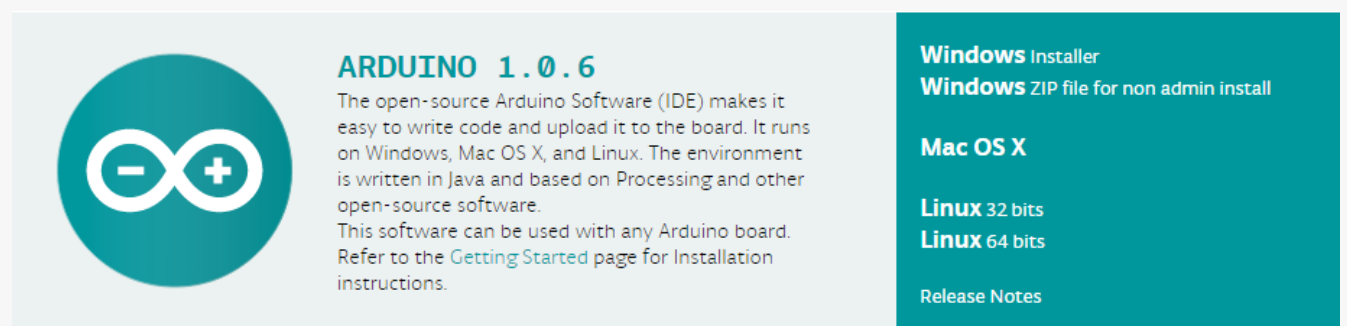 ARDUINO 1.0.6
The open-source Arduino Software (IDE) makes it
easy to write code and upload it to the board. It runs
on Windows, Mac OS X, and Linux. The environment
is written in Java and based on Processing and other
open-source software.
This software can be used with any Arduino board.
Refer to the Getting Started page for Installation
instructions.
Windows Installer
Windows ZIP file for non admin install
Mac OS X
Linux 32 bits
Linux 64 bits
Release Notes